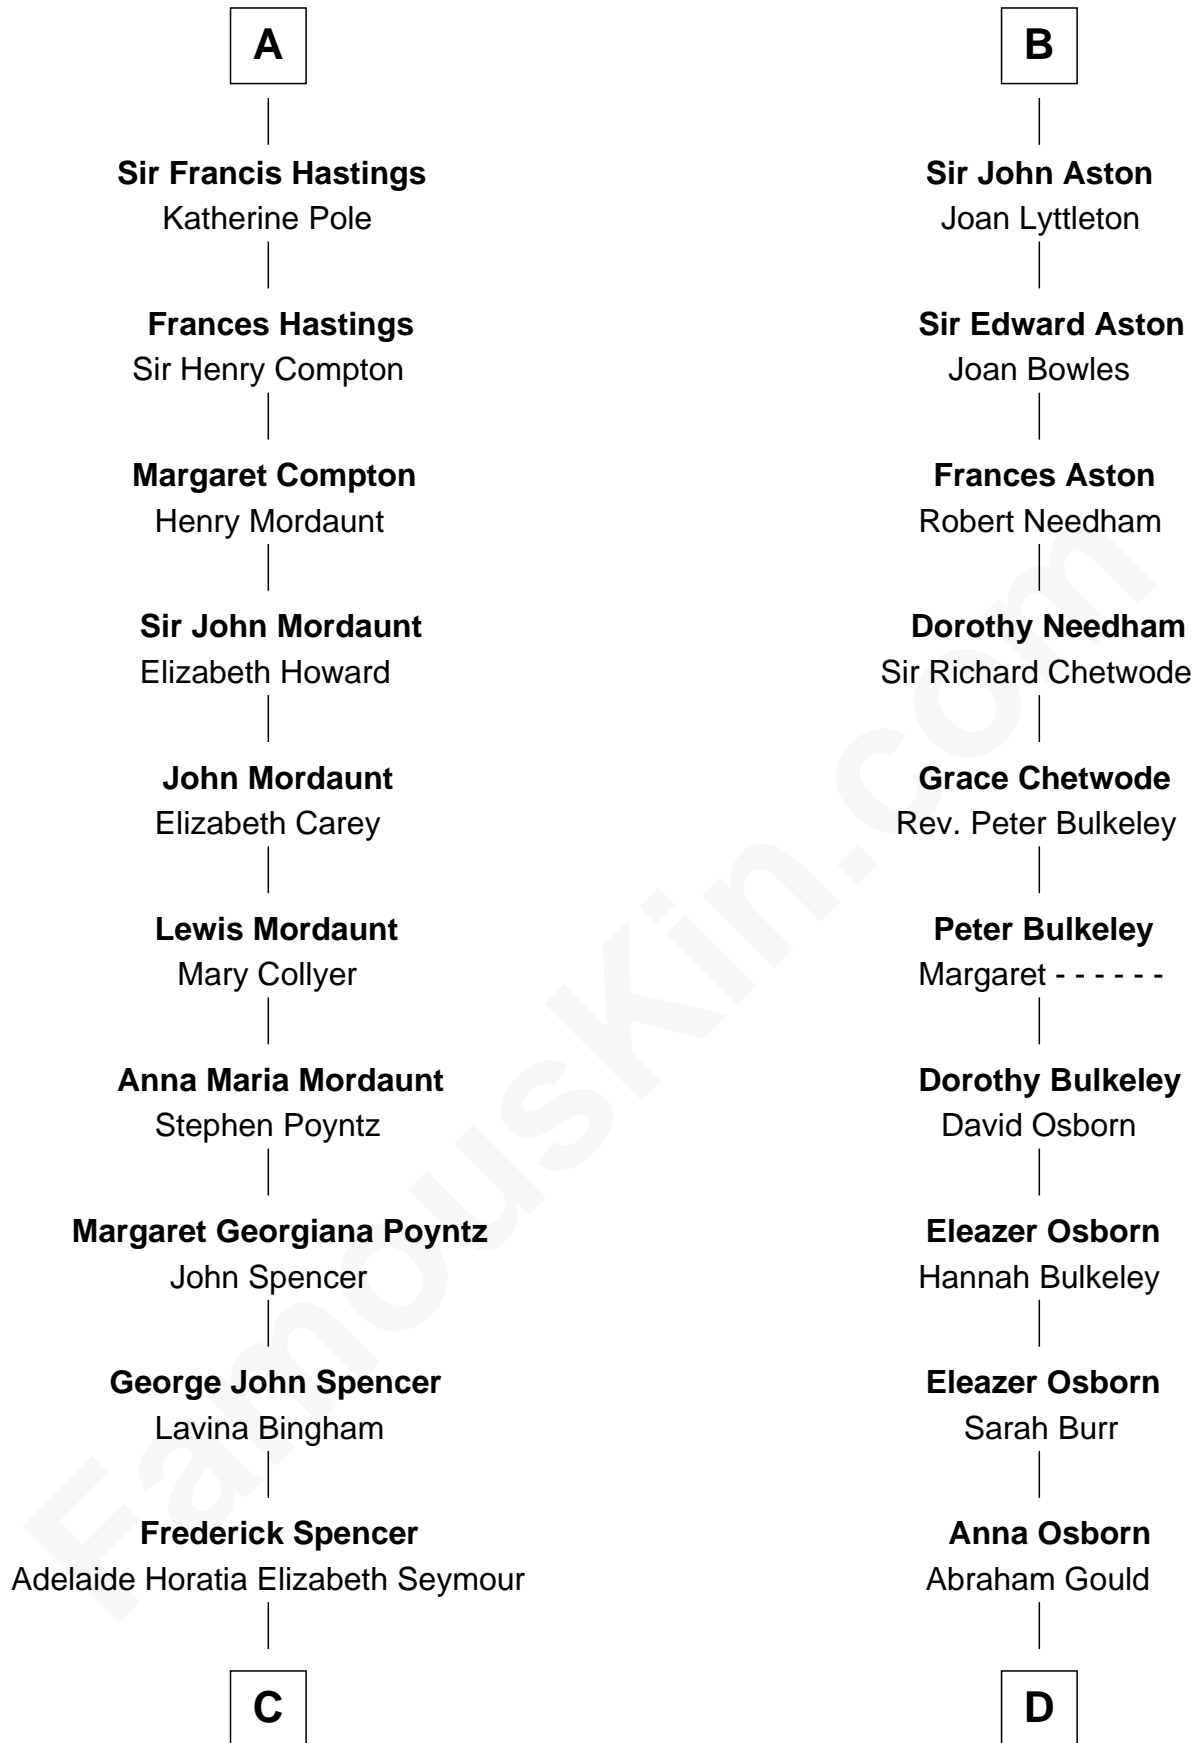 A
Sir Francis Hastings
Katherine Pole
Frances Hastings
Sir Henry Compton
Margaret Compton
Henry Mordaunt
Sir John Mordaunt
Elizabeth Howard
John Mordaunt
Elizabeth Carey
Lewis Mordaunt
Mary Collyer
Anna Maria Mordaunt
Stephen Poyntz
Margaret Georgiana Poyntz
John Spencer
George John Spencer
Lavina Bingham
Frederick Spencer
Adelaide Horatia Elizabeth Seymour
C
B
Sir John Aston
Joan Lyttleton
Sir Edward Aston
Joan Bowles
Frances Aston
Robert Needham
Dorothy Needham
Sir Richard Chetwode
Grace Chetwode
Rev. Peter Bulkeley
Peter Bulkeley
Margaret - - - - - -
Dorothy Bulkeley
David Osborn
Eleazer Osborn
Hannah Bulkeley
Eleazer Osborn
Sarah Burr
Anna Osborn
Abraham Gould
D
FamousKin.com